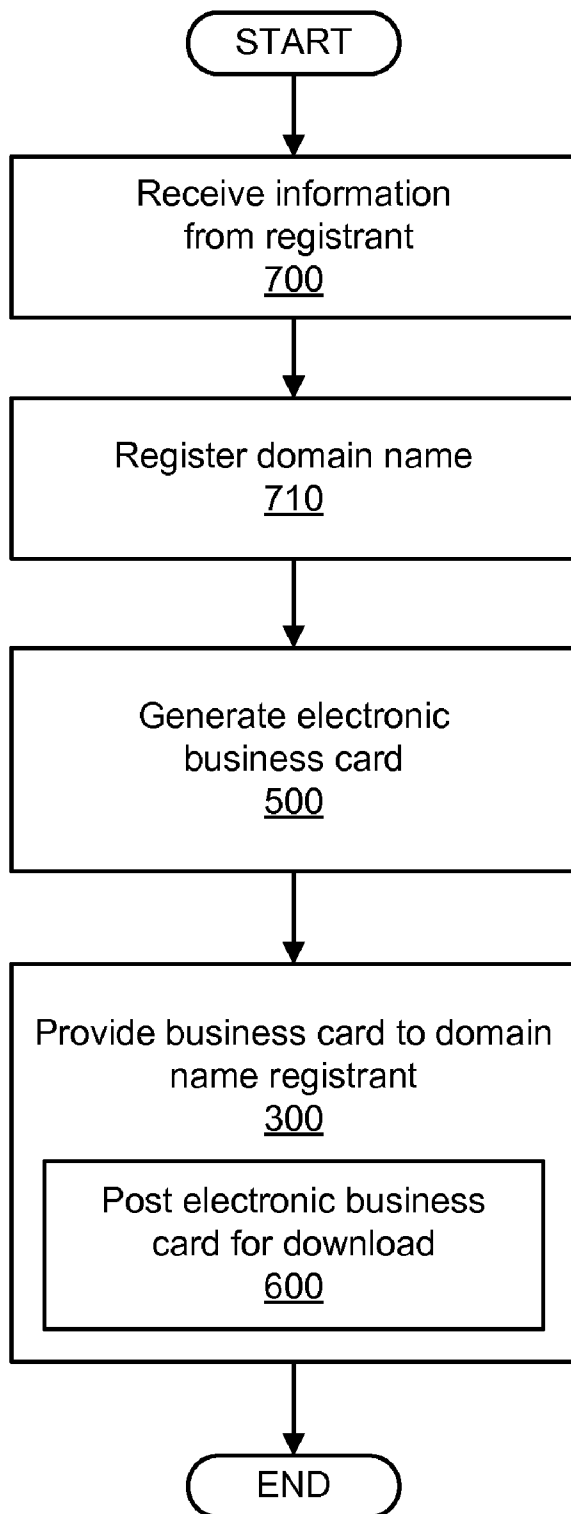 START
Receive information
from registrant
700
Register domain name
710
Generate electronic
business card
500
Provide business card to domain
name registrant
300
Post electronic business
card for download
600
END